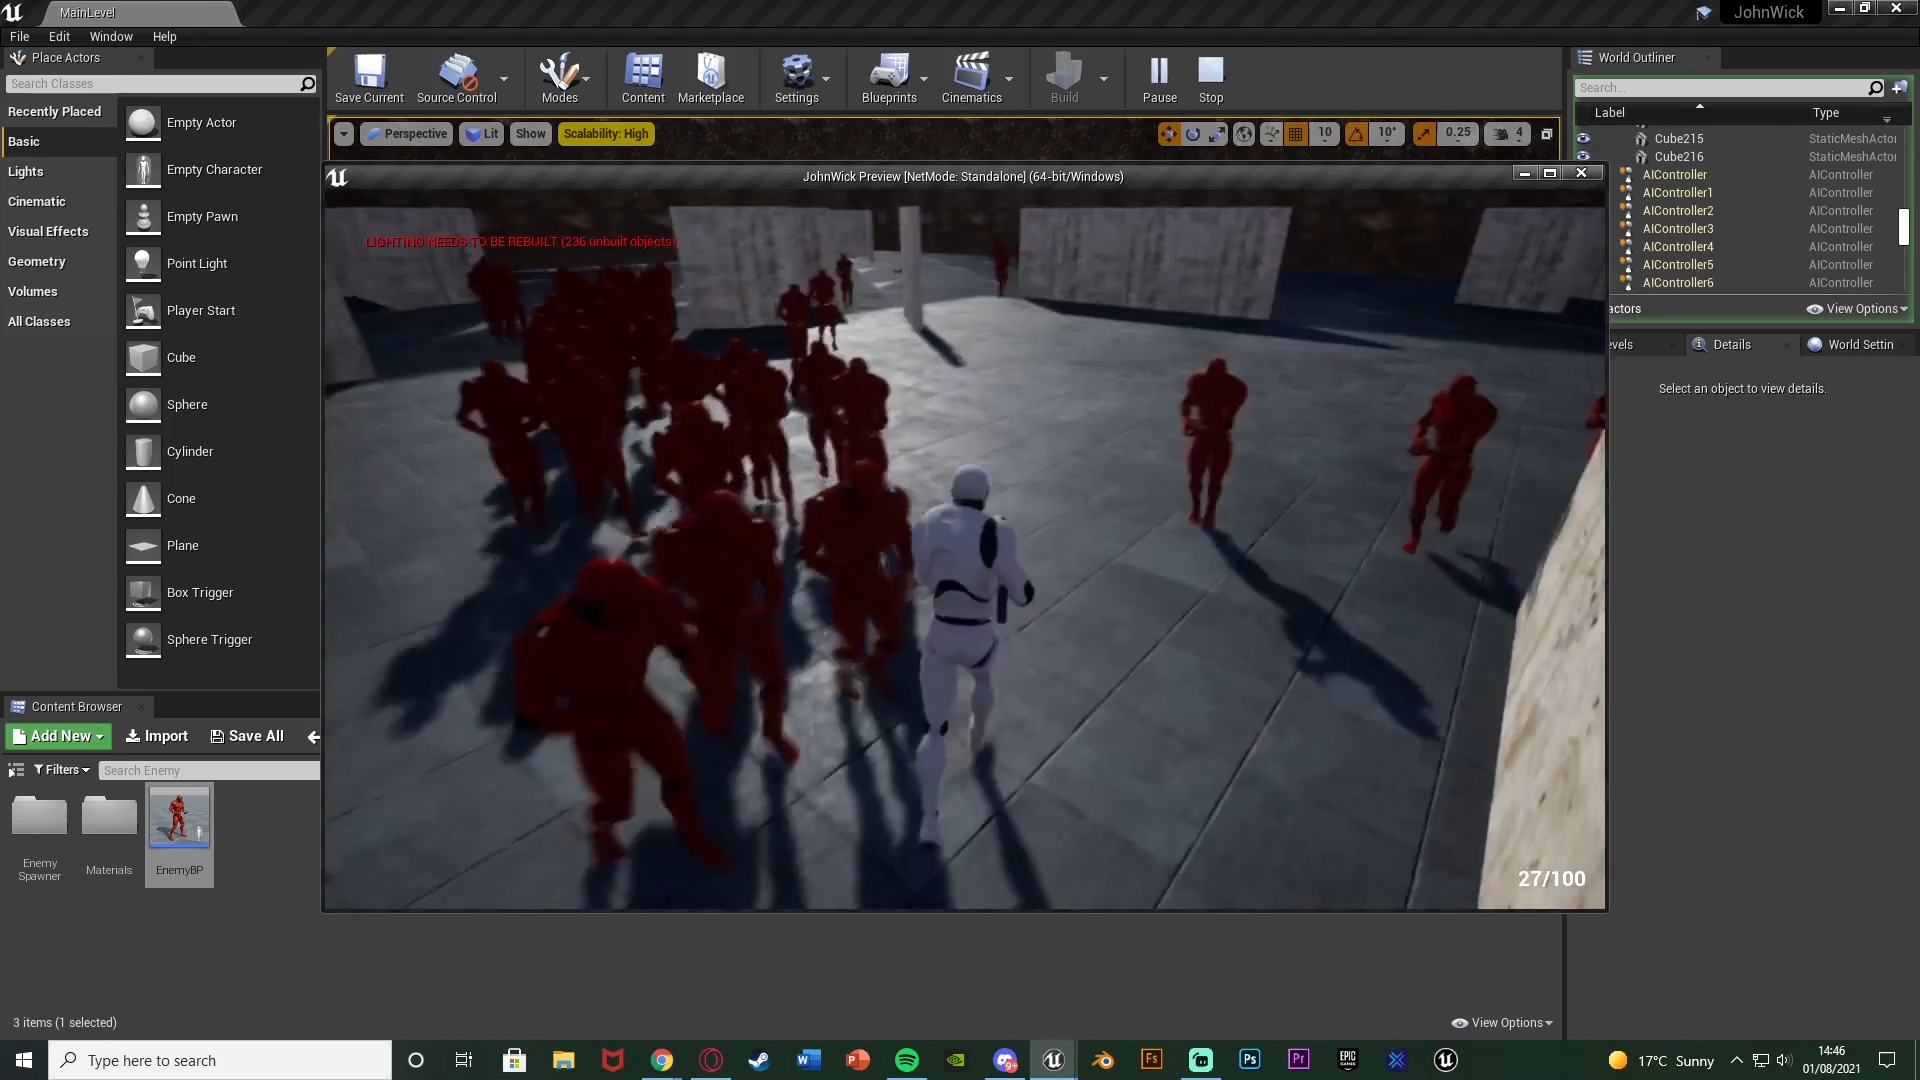 MainLevel
JohnWick
File Edit Window Help
Place Actors
Search Classes
Recently Placed
Basic
Lights
Cinematic
Visual Effects
Geometry
Volumes
All Classes
Empty Actor
Empty Character
Empty Pawn
Point Light
Player Start
Cube
Sphere
Cylinder
Cone
Plane
Box Trigger
Sphere Trigger
Save Current
Source Control
Modes
Content
Marketplace
Settings
Blueprints
Cinematics
Build
Pause
Stop
Perspective
Lit
Show
Scalability: High
10
10°
0.25
4
JohnWick Preview [NetMode: Standalone] (64-bit/Windows)
LIGHTING NEEDS TO BE REBUILT (236 unbuilt objects)
27/100
World Outliner
Search...
Label Type
Cube215 StaticMeshActor
Cube216 StaticMeshActor
AIController AIController
AIController1 AIController
AIController2 AIController
AIController3 AIController
AIController4 AIController
AIController5 AIController
AIController6 AIController
actors View Options
evels Details World Settin
Select an object to view details.
Content Browser
Add New Import Save All
Filters Search Enemy
Enemy
Spawner
Materials
EnemyBP
3 items (1 selected)
View Options
Type here to search
9+
17°C Sunny
14:46
01/08/2021